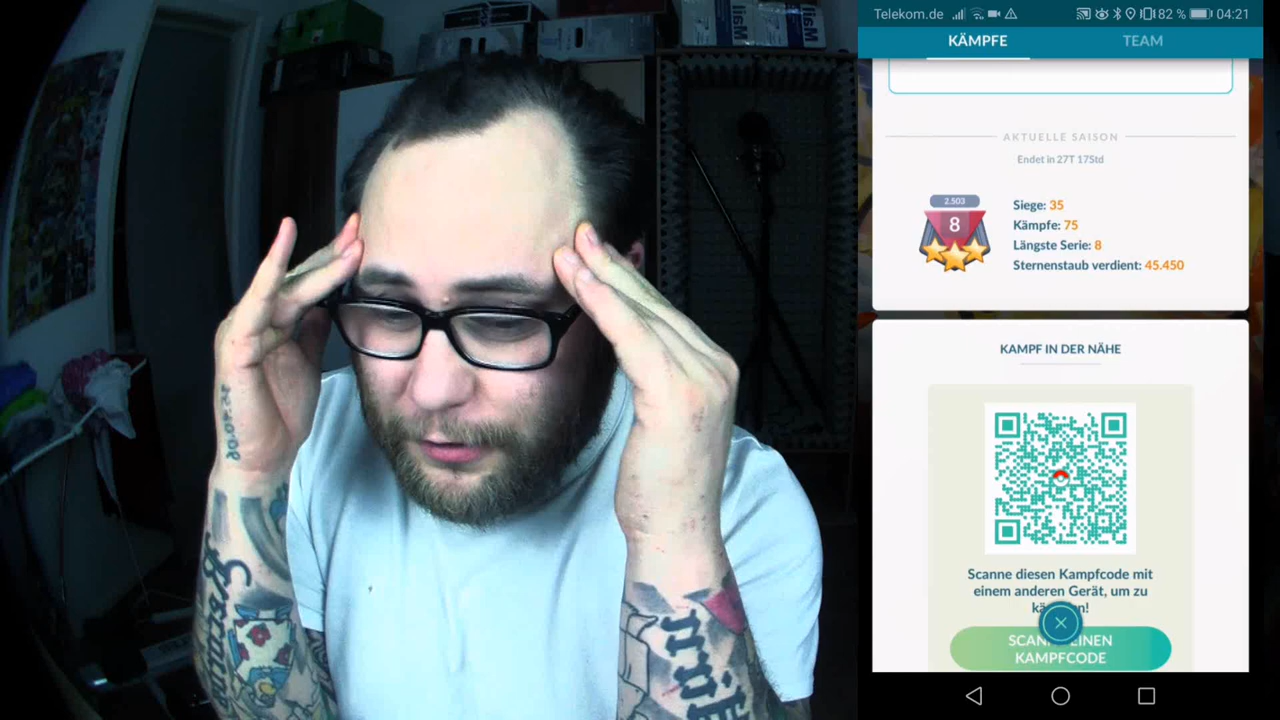 Telekom.de
82 %
04:21
KÄMPFE
TEAM
AKTUELLE SAISON
Endet in 27T 17Std
2.503
8
Siege: 35
Kämpfe: 75
Längste Serie: 8
Sternenstaub verdient: 45.450
KAMPF IN DER NÄHE
Scanne diesen Kampfcode mit
einem anderen Gerät, um zu
KAMPFCODE